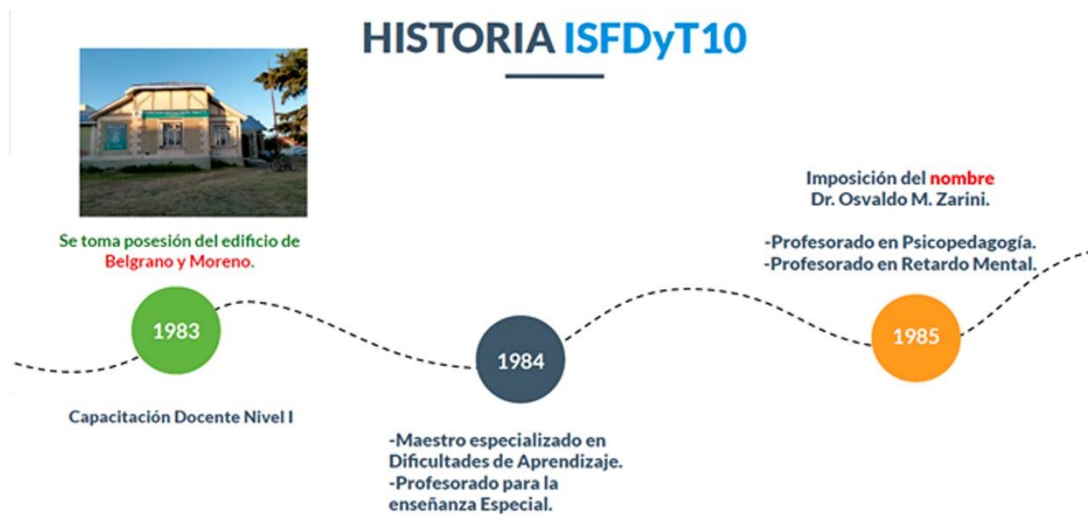 HISTORIA ISFDyT10
Se toma posesión del edificio de
Belgrano y Moreno.
1983
Capacitación Docente Nivel I
1984
-Maestro especializado en
Dificultades de Aprendizaje.
-Profesorado para la
enseñanza Especial.
Imposición del nombre
Dr. Osvaldo M. Zarini.
-Profesorado en Psicopedagogía.
-Profesorado en Retardo Mental.
1985